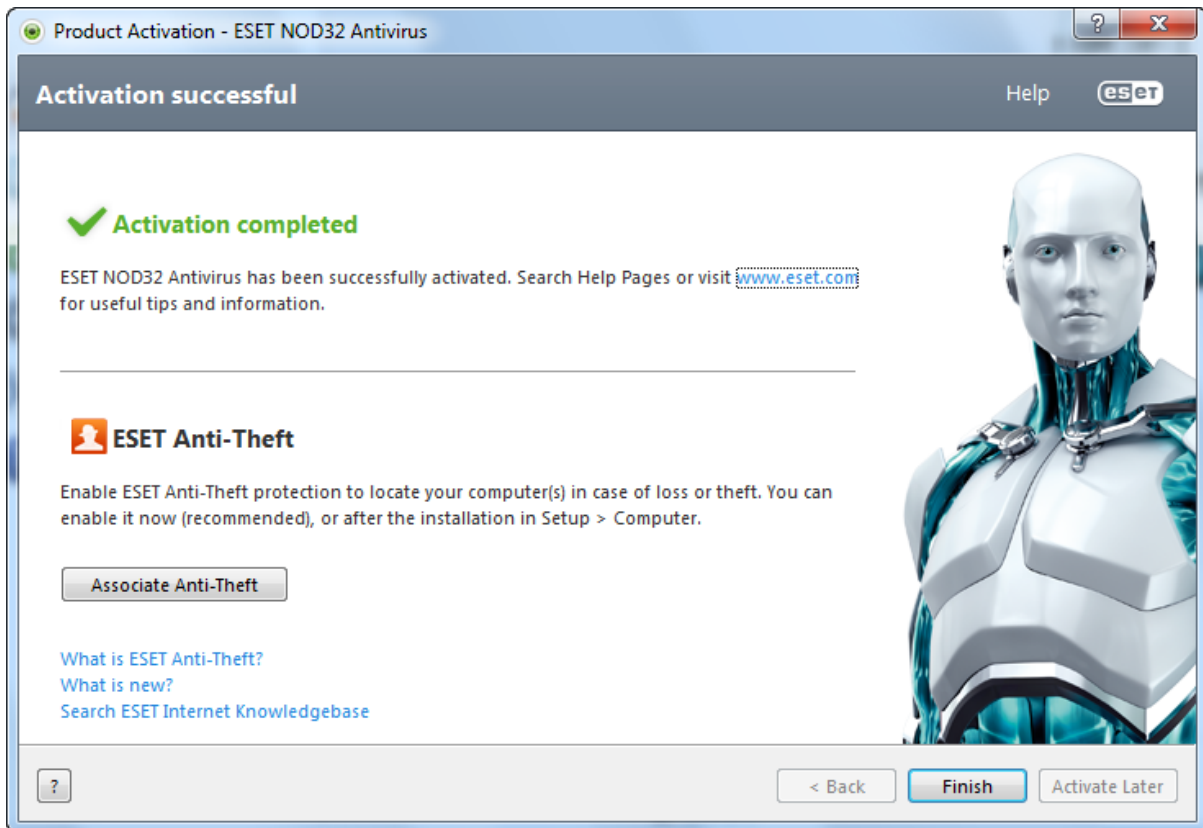 Product Activation - ESET NOD32 Antivirus
?
X
Activation successful
Help
eset
Activation completed
ESET NOD32 Antivirus has been successfully activated. Search Help Pages or visit www.eset.com
for useful tips and information.
ESET Anti-Theft
Enable ESET Anti-Theft protection to locate your computer(s) in case of loss or theft. You can
enable it now (recommended), or after the installation in Setup > Computer.
Associate Anti-Theft
What is ESET Anti-Theft?
What is new?
Search ESET Internet Knowledgebase
?
< Back
Finish
Activate Later